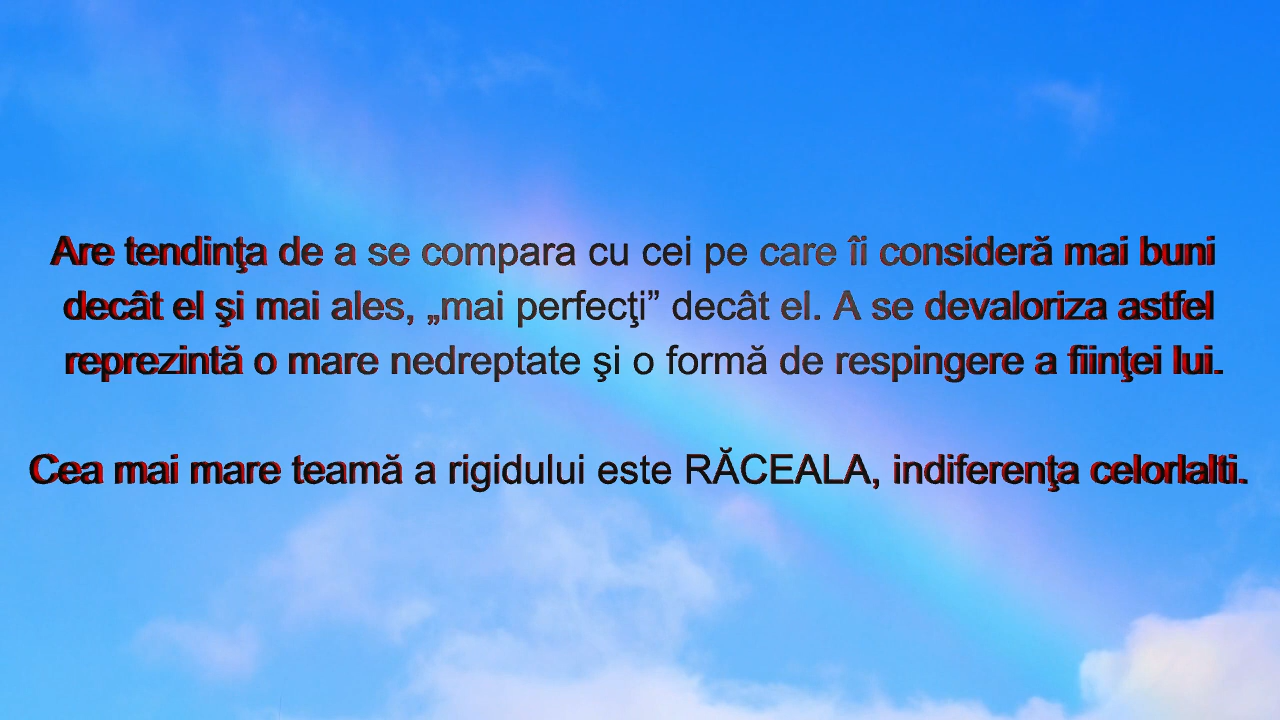 Are tendinţa de a se compara cu cei pe care îi consideră mai buni
decât el şi mai ales, „mai perfecţi” decât el. A se devaloriza astfel
reprezintă o mare nedreptate şi o formă de respingere a fiinţei lui.
Cea mai mare teamă a rigidului este RĂCEALA, indiferenţa celorlalti.